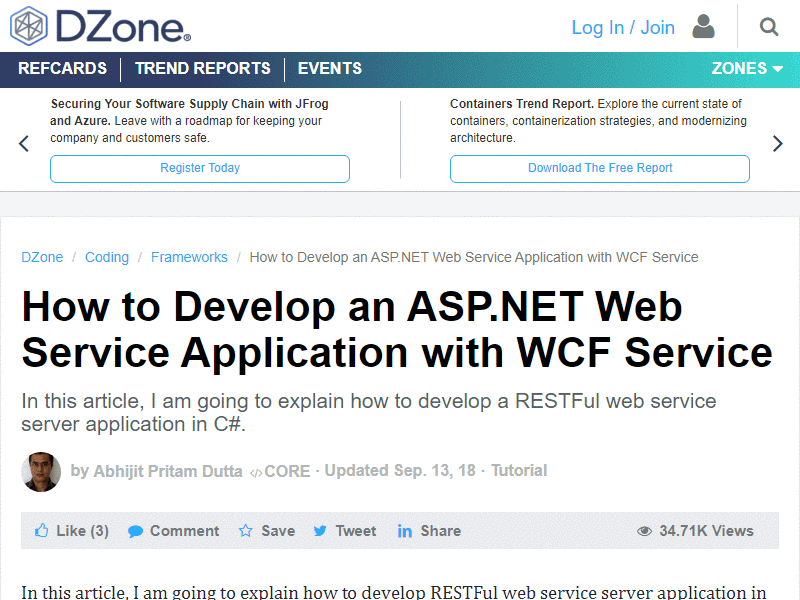 DZone.
Log In / Join
REFCARDS
TREND REPORTS
EVENTS
ZONES
Securing Your Software Supply Chain with JFrog
and Azure. Leave with a roadmap for keeping your
company and customers safe.
Register Today
Containers Trend Report. Explore the current state of
containers, containerization strategies, and modernizing
architecture.
Download The Free Report
DZone / Coding / Frameworks / How to Develop an ASP.NET Web Service Application with WCF Service
How to Develop an ASP.NET Web
Service Application with WCF Service
In this article, I am going to explain how to develop a RESTFul web service
server application in C#.
by Abhijit Pritam Dutta </> CORE · Updated Sep. 13, 18 · Tutorial
Like (3)
Comment
Save
Tweet
in Share
34.71K Views
In this article, I am going to explain how to develop RESTFul web service server application in